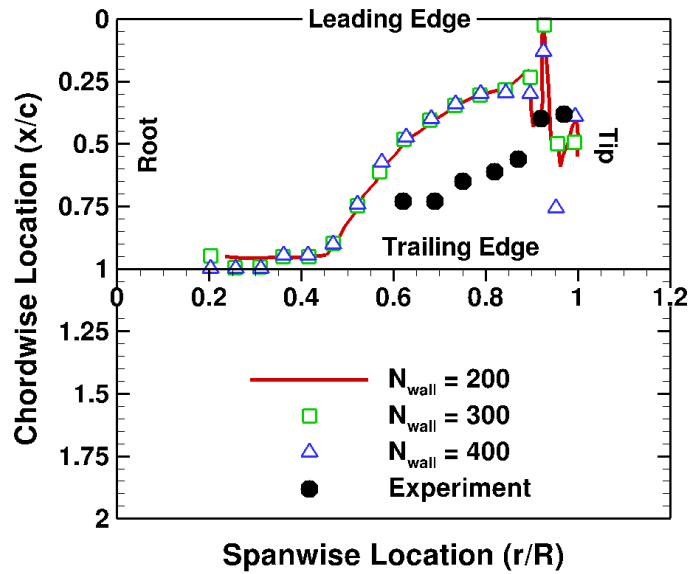 0
Leading Edge
0.25
0.5
0.75
1
1.25
1.5
1.75
2
Chordwise Location (x/c)
Root
Tip
Trailing Edge
0
0.2
0.4
0.6
0.8
1
1.2
N_wall = 200
N_wall = 300
N_wall = 400
Experiment
Spanwise Location (r/R)